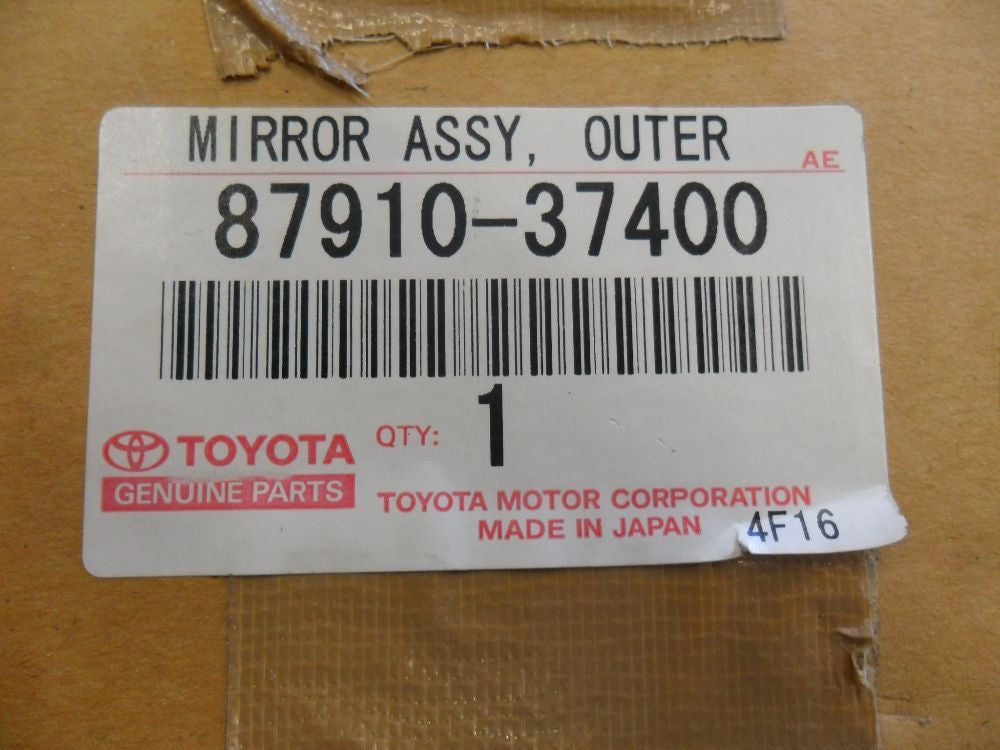 MIRROR ASSY, OUTER
AE
87910-37400
QTY: 1
TOYOTA
GENUINE PARTS
TOYOTA MOTOR CORPORATION
MADE IN JAPAN
4F16